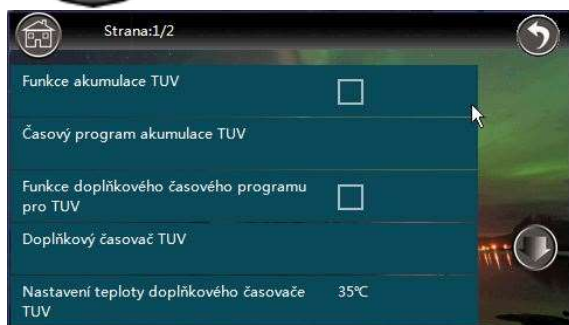 Strana:1/2
Funkce akumulace TUV
Časový program akumulace TUV
Funkce doplňkového časového programu
pro TUV
Doplňkový časovač TUV
Nastavení teploty doplňkového časovače
TUV
35℃